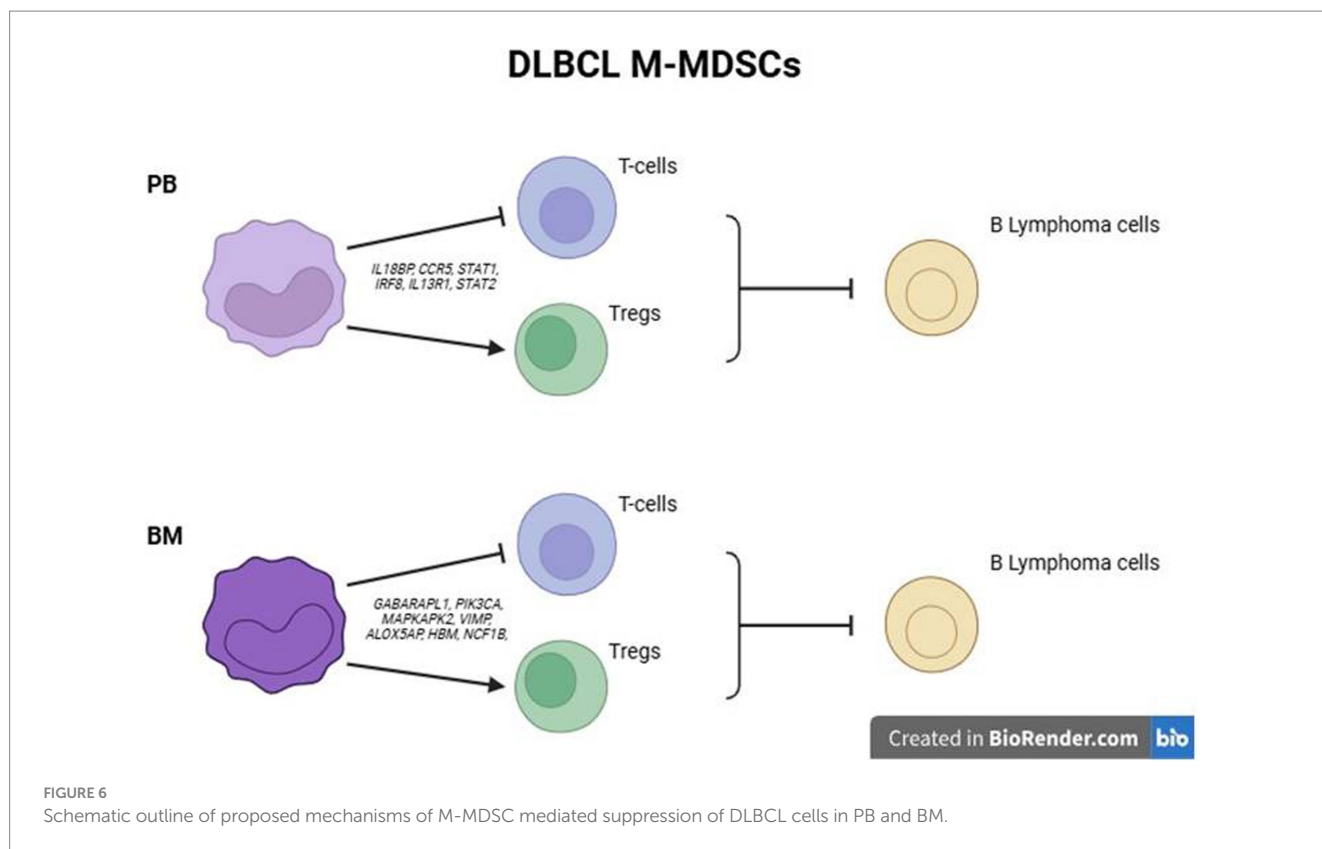 DLBCL M-MDSCs
PB
T-cells
IL18BP, CCR5, STAT1,
IRF8, IL13R1, STAT2
Tregs
B Lymphoma cells
BM
T-cells
GABARAPL1, PIK3CA,
MAPKAPK2, VIMP,
ALOX5AP, HBM, NCF1B,
Tregs
B Lymphoma cells
Created in BioRender.com bio
FIGURE 6
Schematic outline of proposed mechanisms of M-MDSC mediated suppression of DLBCL cells in PB and BM.